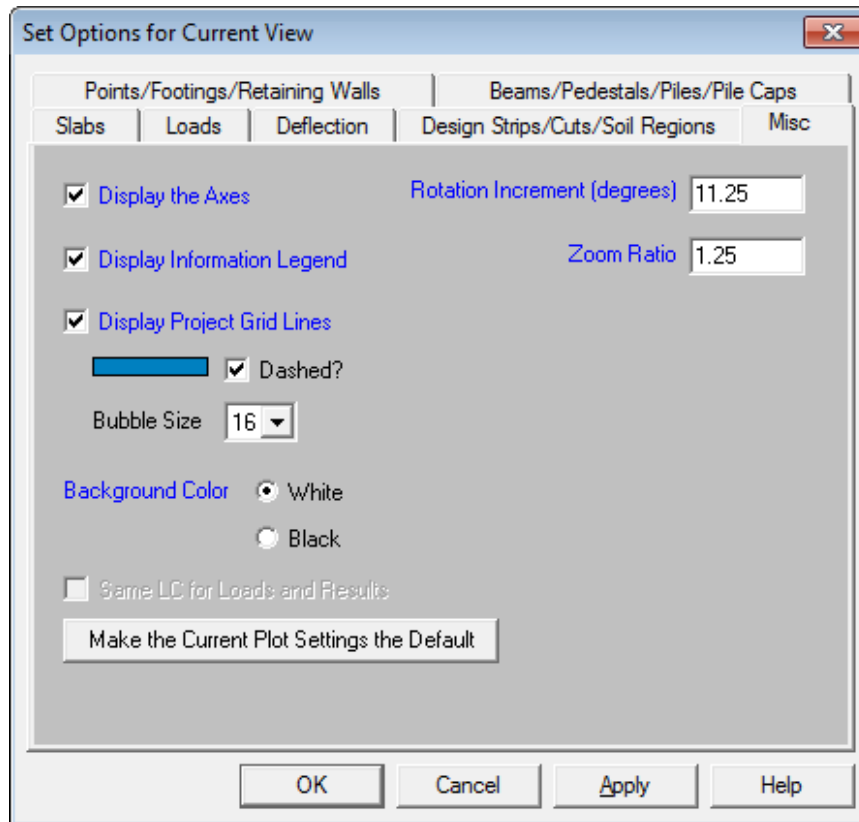 Set Options for Current View
Points/Footings/Retaining Walls Beams/Pedestals/Piles/Pile Caps
Slabs Loads Deflection Design Strips/Cuts/Soil Regions Misc
Display the Axes Rotation Increment (degrees) 11.25
Display Information Legend Zoom Ratio 1.25
Display Project Grid Lines
Dashed?
Bubble Size 16
Background Color White
Black
Same LC for Loads and Results
Make the Current Plot Settings the Default
OK Cancel Apply Help